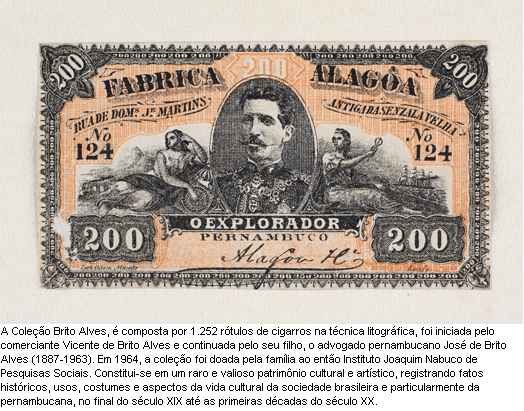 200 FABRICA 200 ALAGÔA 200
RUA DE DOMos. Je. MARTINS
ANTIGA SENZALA VELHA
No
124
No
124
O EXPLORADOR
200 PERNAMBUCO 200
A Coleção Brito Alves, é composta por 1.252 rótulos de cigarros na técnica litográfica, foi iniciada pelo
comerciante Vicente de Brito Alves e continuada pelo seu filho, o advogado pernambucano José de Brito
Alves (1887-1963). Em 1964, a coleção foi doada pela família ao então Instituto Joaquim Nabuco de
Pesquisas Sociais. Constitui-se em um raro e valioso patrimônio cultural e artístico, registrando fatos
históricos, usos, costumes e aspectos da vida cultural da sociedade brasileira e particularmente da
pernambucana, no final do século XIX até as primeiras décadas do século XX.